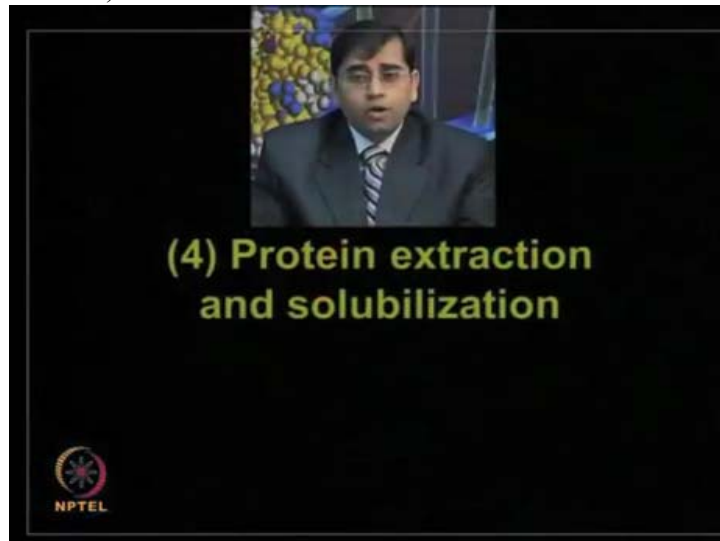 (4) Protein extraction
and solubilization
NPTEL